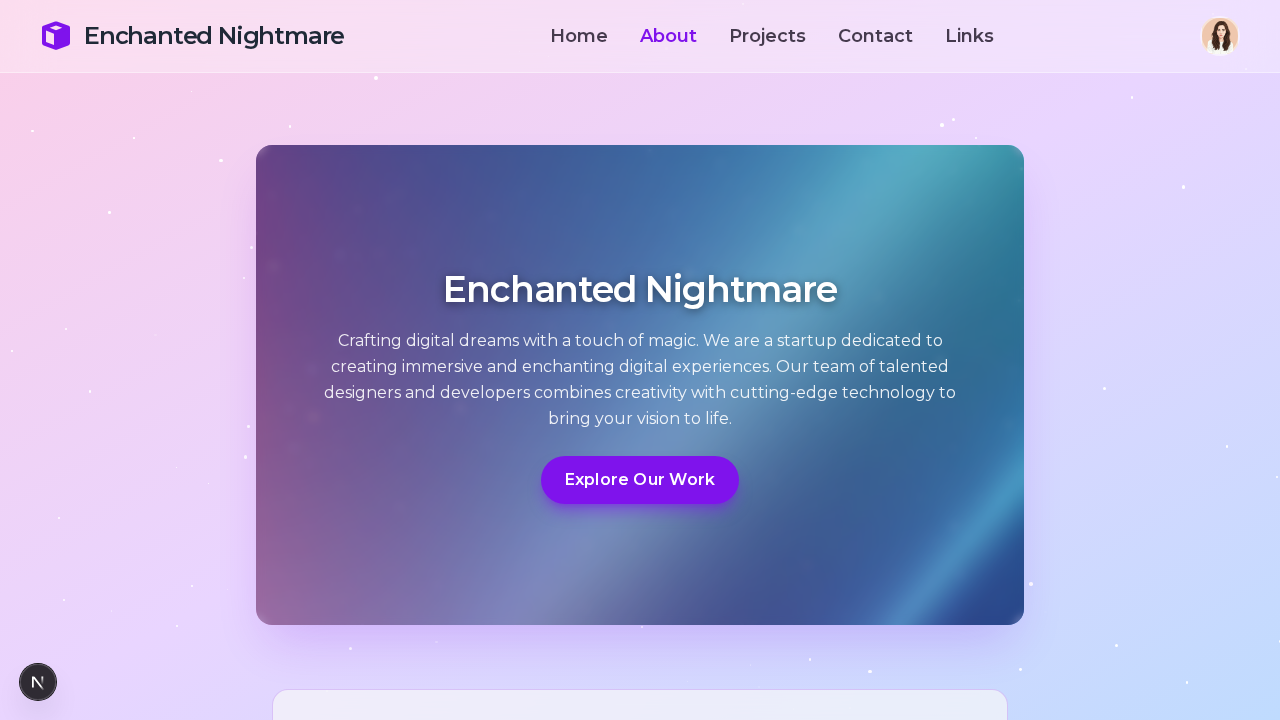 Enchanted Nightmare
Home
About
Projects
Contact
Links
Enchanted Nightmare
Crafting digital dreams with a touch of magic. We are a startup dedicated to
creating immersive and enchanting digital experiences. Our team of talented
designers and developers combines creativity with cutting-edge technology to
bring your vision to life.
Explore Our Work
N